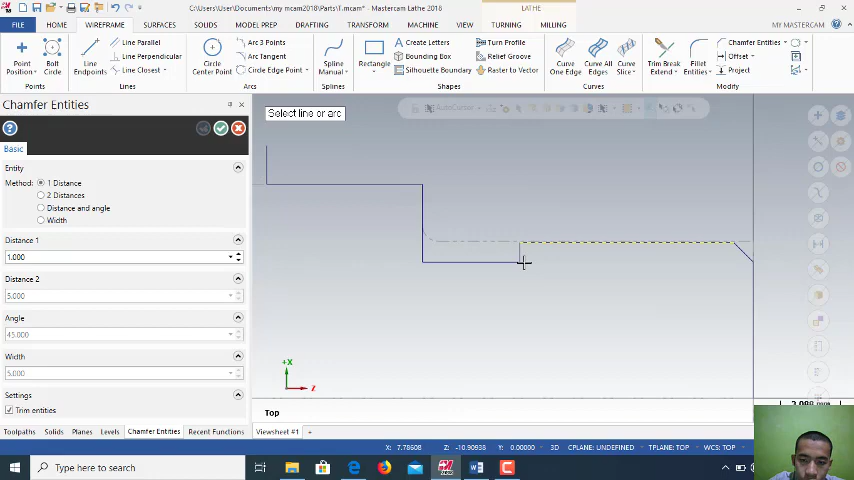 C:\Users\User\Documents\my mcam2018\Parts\T.mcam* - Mastercam Lathe 2018
LATHE
FILE HOME WIREFRAME SURFACES SOLIDS MODEL PREP DRAFTING TRANSFORM MACHINE VIEW TURNING MILLING MY MASTERCAM
Point Position Bolt Circle Points
Line Endpoints Line Parallel Line Perpendicular Line Closest Lines
Circle Center Point Arc 3 Points Arc Tangent Circle Edge Point Arcs
Spline Manual Splines
Rectangle Create Letters Bounding Box Silhouette Boundary Turn Profile Relief Groove Raster to Vector Shapes
Curve One Edge Curve All Edges Curve Slice Curves
Trim Break Extend Fillet Entities Chamfer Entities Offset Project Modify
Chamfer Entities
Basic
Entity
Method: 1 Distance
2 Distances
Distance and angle
Width
Distance 1
1.000
Distance 2
5.000
Angle
45.000
Width
5.000
Settings
Trim entities
Select line or arc
AutoCursor
+X
Z
Top
Toolpaths Solids Planes Levels Chamfer Entities Recent Functions
Viewsheet #1 +
X: 7.78608 Z: -10.90938 Y: 0.00000 3D CPLANE: UNDEFINED TPLANE: TOP WCS: TOP
Type here to search